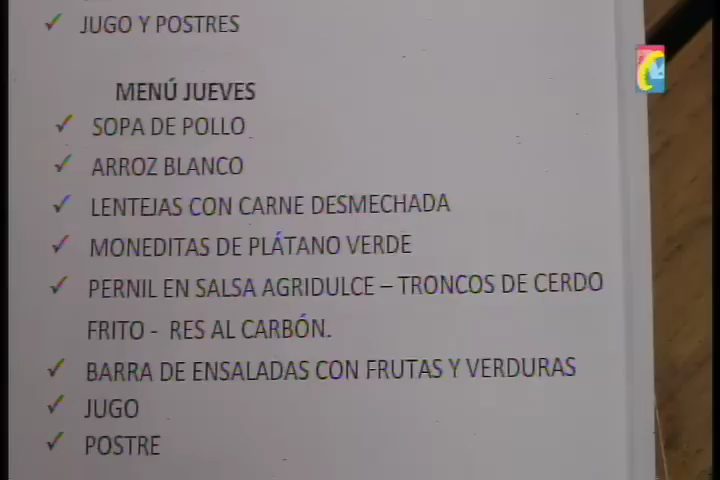 ✓ JUGO Y POSTRES
MENÚ JUEVES
✓ SOPA DE POLLO
✓ ARROZ BLANCO
✓ LENTEJAS CON CARNE DESMECHADA
✓ MONEDITAS DE PLÁTANO VERDE
✓ PERNIL EN SALSA AGRIDULCE – TRONCOS DE CERDO
FRITO - RES AL CARBÓN.
✓ BARRA DE ENSALADAS CON FRUTAS Y VERDURAS
✓ JUGO
✓ POSTRE